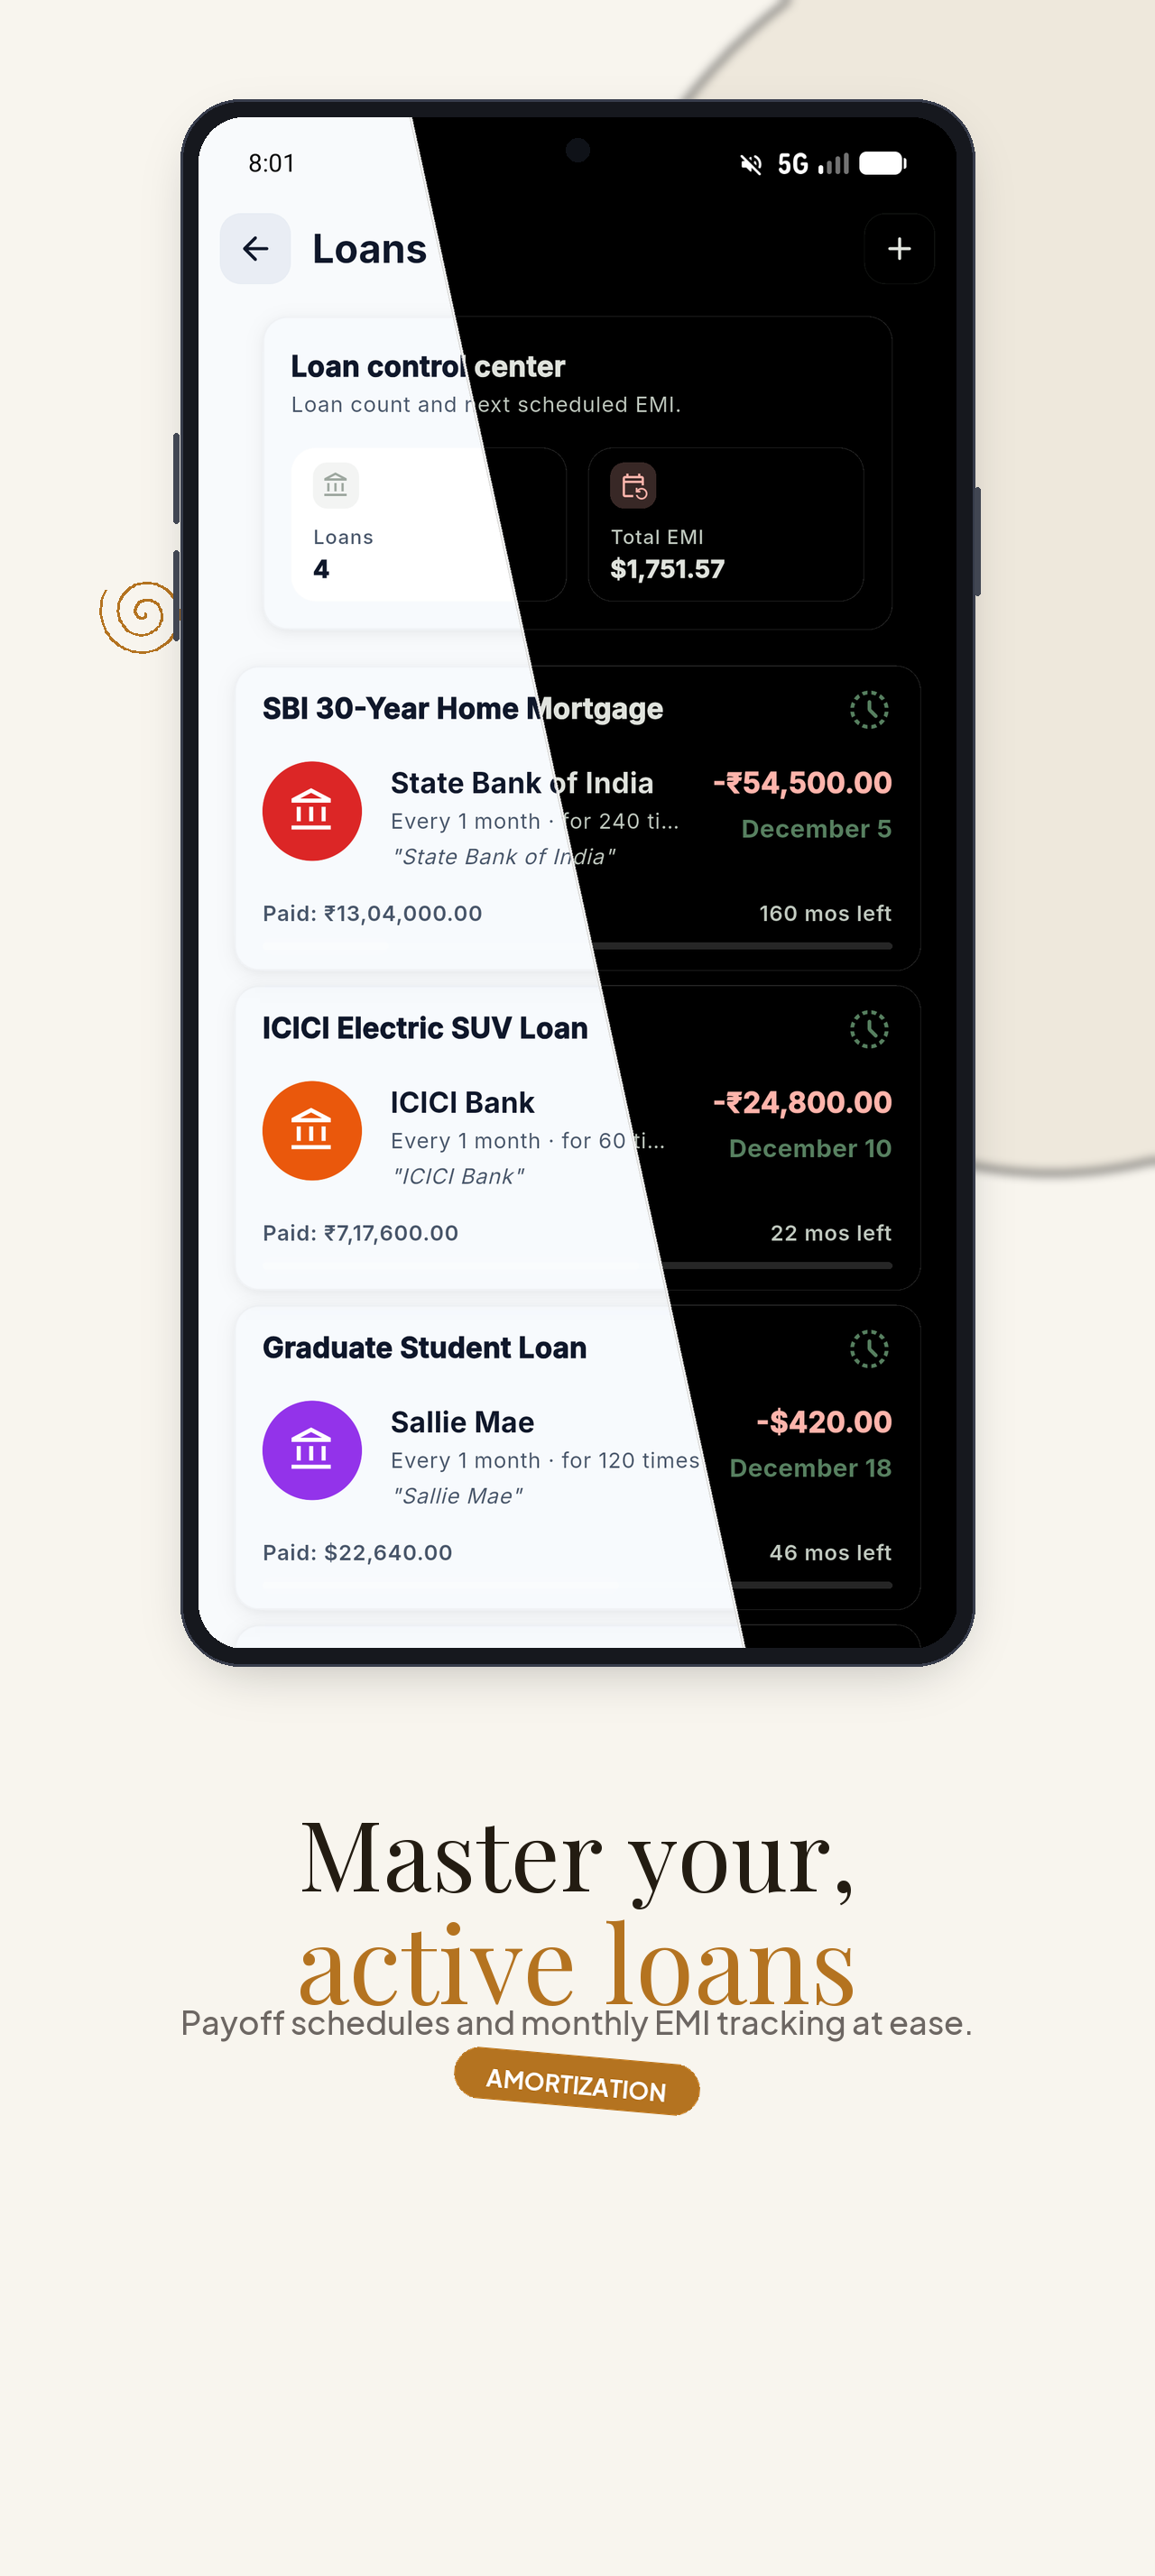 8:01
5G
Loans
Loan control center
Loan count and next scheduled EMI.
Loans
4
Total EMI
$1,751.57
SBI 30-Year Home Mortgage
State Bank of India
-₹54,500.00
Every 1 month · for 240 ti...
December 5
"State Bank of India"
Paid: ₹13,04,000.00
160 mos left
ICICI Electric SUV Loan
ICICI Bank
-₹24,800.00
Every 1 month · for 60 ti...
December 10
"ICICI Bank"
Paid: ₹7,17,600.00
22 mos left
Graduate Student Loan
Sallie Mae
-$420.00
Every 1 month · for 120 times
December 18
"Sallie Mae"
Paid: $22,640.00
46 mos left
Master your,
active loans
Payoff schedules and monthly EMI tracking at ease.
AMORTIZATION